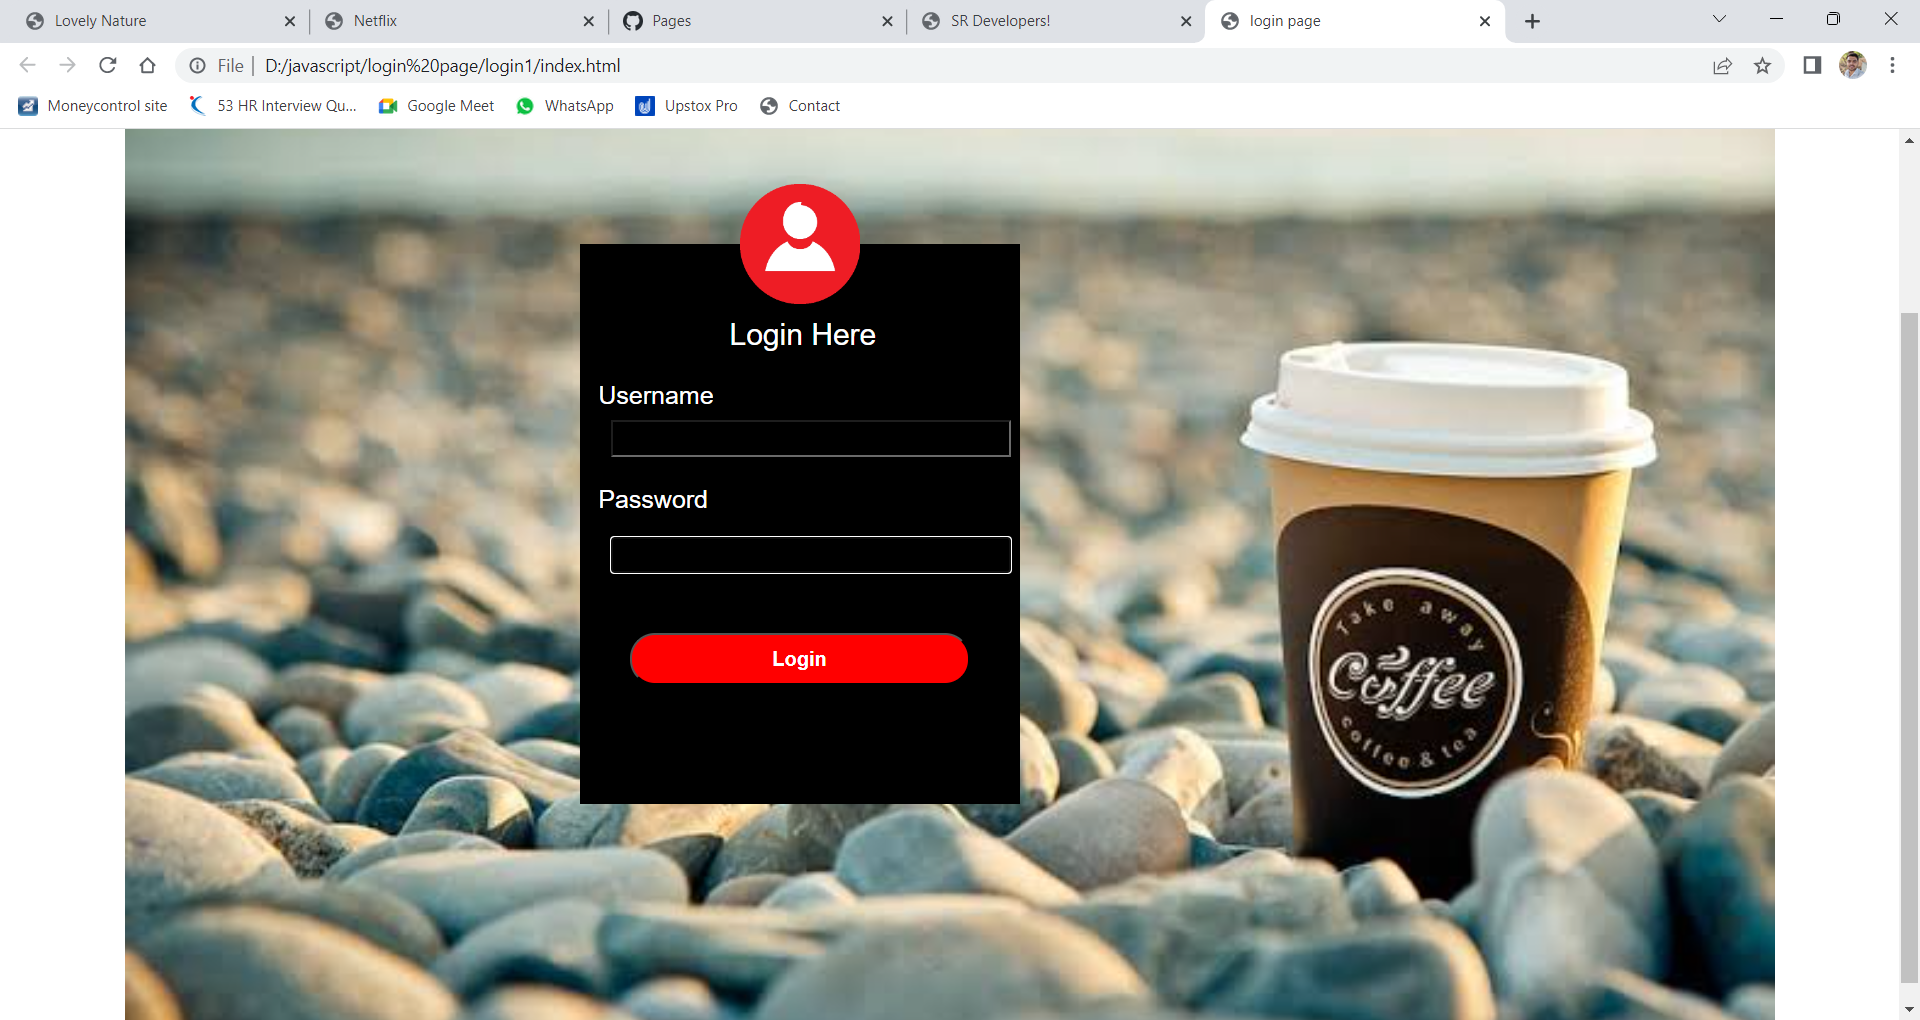 Lovely Nature
Netflix
Pages
SR Developers!
login page
File
D:/javascript/login%20page/login1/index.html
Moneycontrol site
53 HR Interview Qu...
Google Meet
WhatsApp
Upstox Pro
Contact
Login Here
Username
Password
Login
Take away
Coffee
coffee & tea